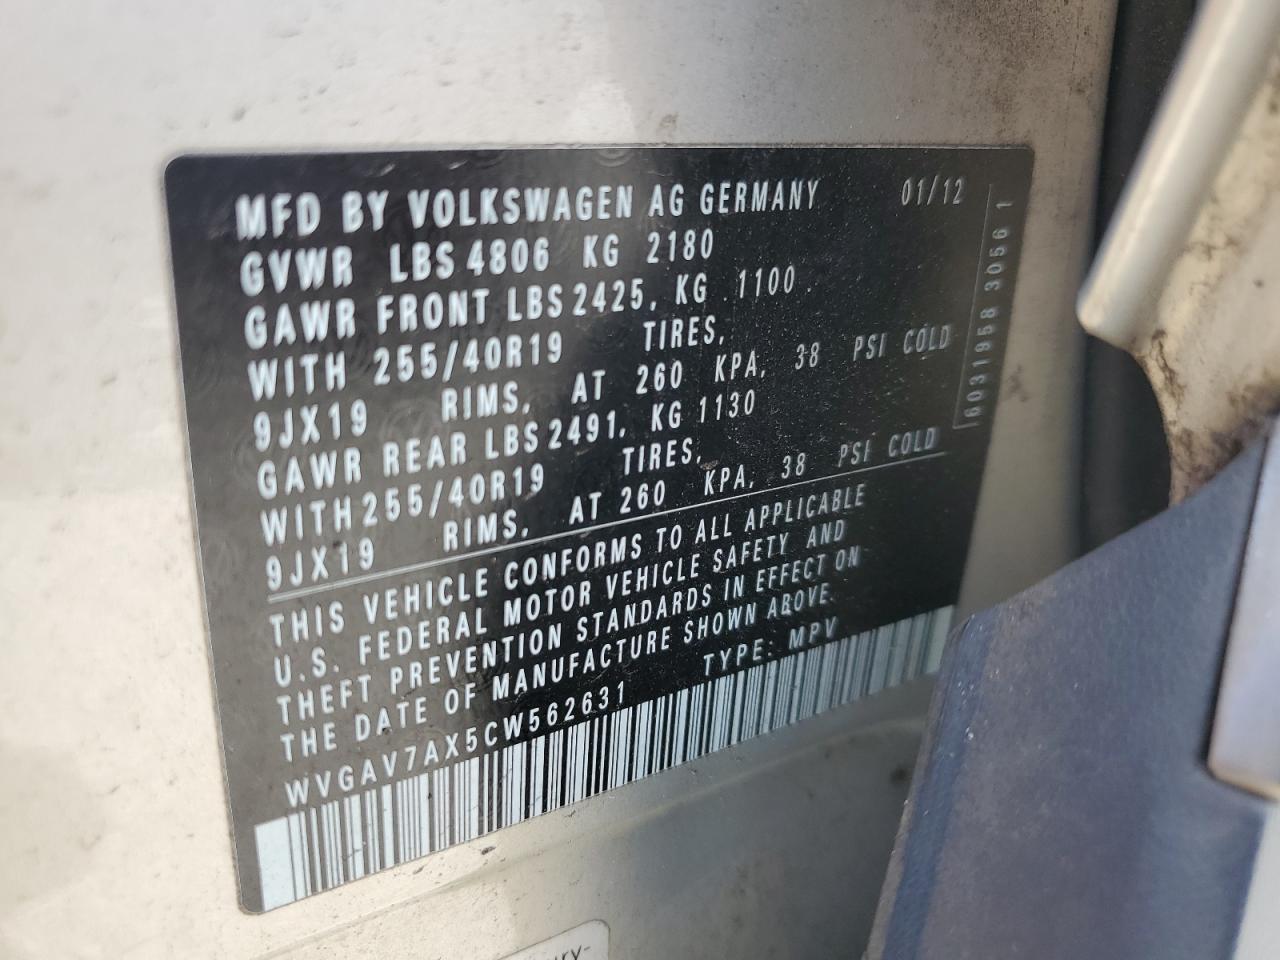 MFD BY VOLKSWAGEN AG GERMANY 01/12
GVWR LBS 4806 KG 2180
GAWR FRONT LBS 2425, KG 1100
WITH 255/40R19 TIRES,
9JX19 RIMS, AT 260 KPA, 38 PSI COLD
GAWR REAR LBS 2491, KG 1130
WITH 255/40R19 TIRES,
9JX19 RIMS, AT 260 KPA, 38 PSI COLD
THIS VEHICLE CONFORMS TO ALL APPLICABLE
U.S. FEDERAL MOTOR VEHICLE SAFETY AND
THEFT PREVENTION STANDARDS IN EFFECT ON
THE DATE OF MANUFACTURE SHOWN ABOVE.
WVGAV7AX5CW562631 TYPE: MPV
6031958 3056 1